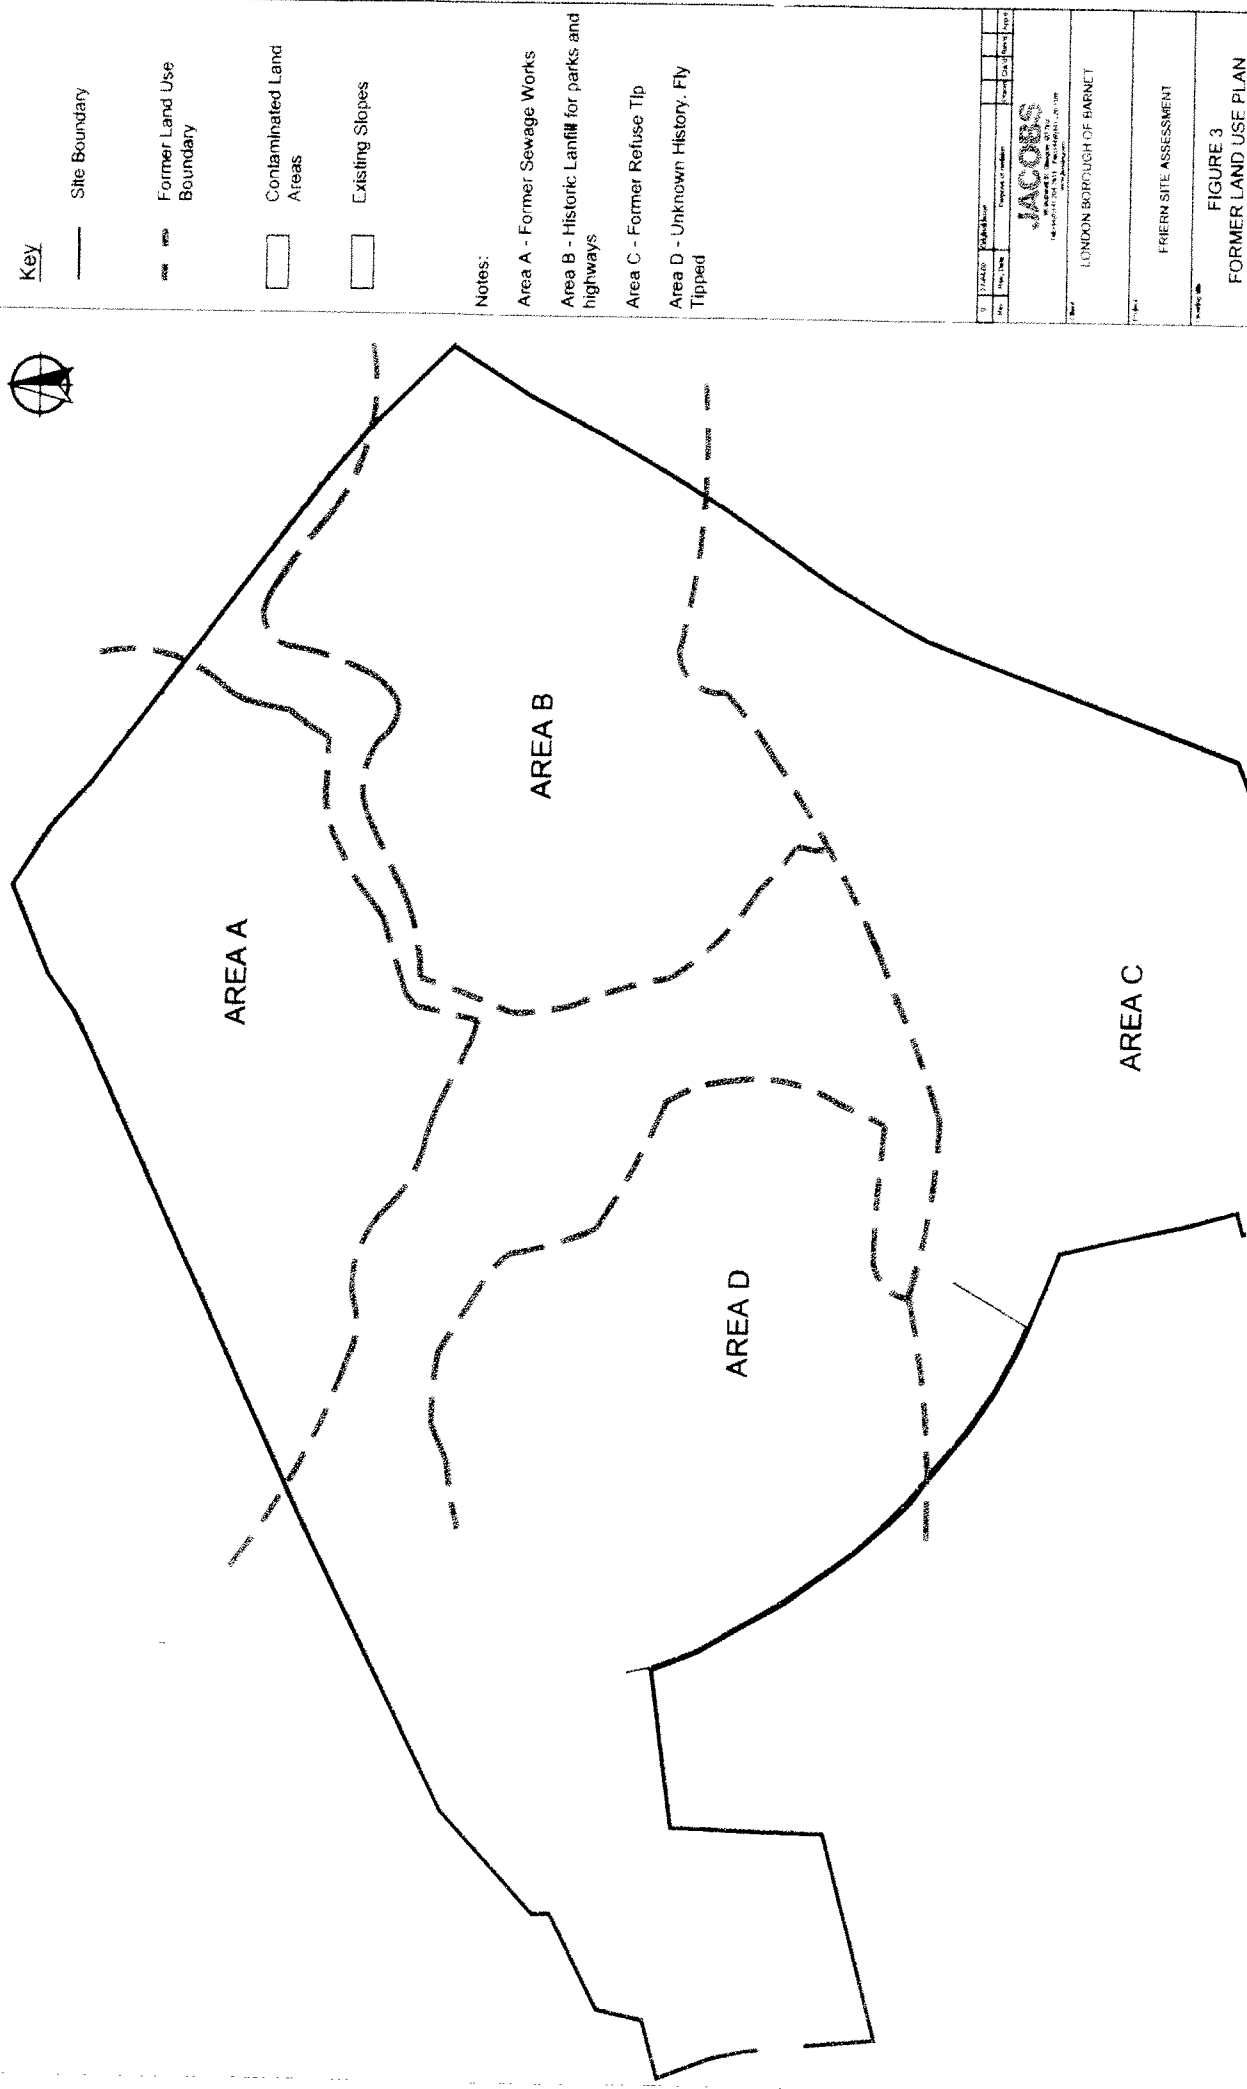 Key
Site Boundary
Former Land Use
Boundary
Contaminated Land
Areas
Existing Slopes
Notes:
Area A - Former Sewage Works
Area B - Historic Lanfill for parks and
highways
Area C - Former Refuse Tip
Area D - Unknown History. Fly
Tipped
AREA A
AREA B
AREA C
AREA D
JACOBS
LONDON BOROUGH OF BARNET
FRIERN SITE ASSESSMENT
FIGURE 3
FORMER LAND USE PLAN